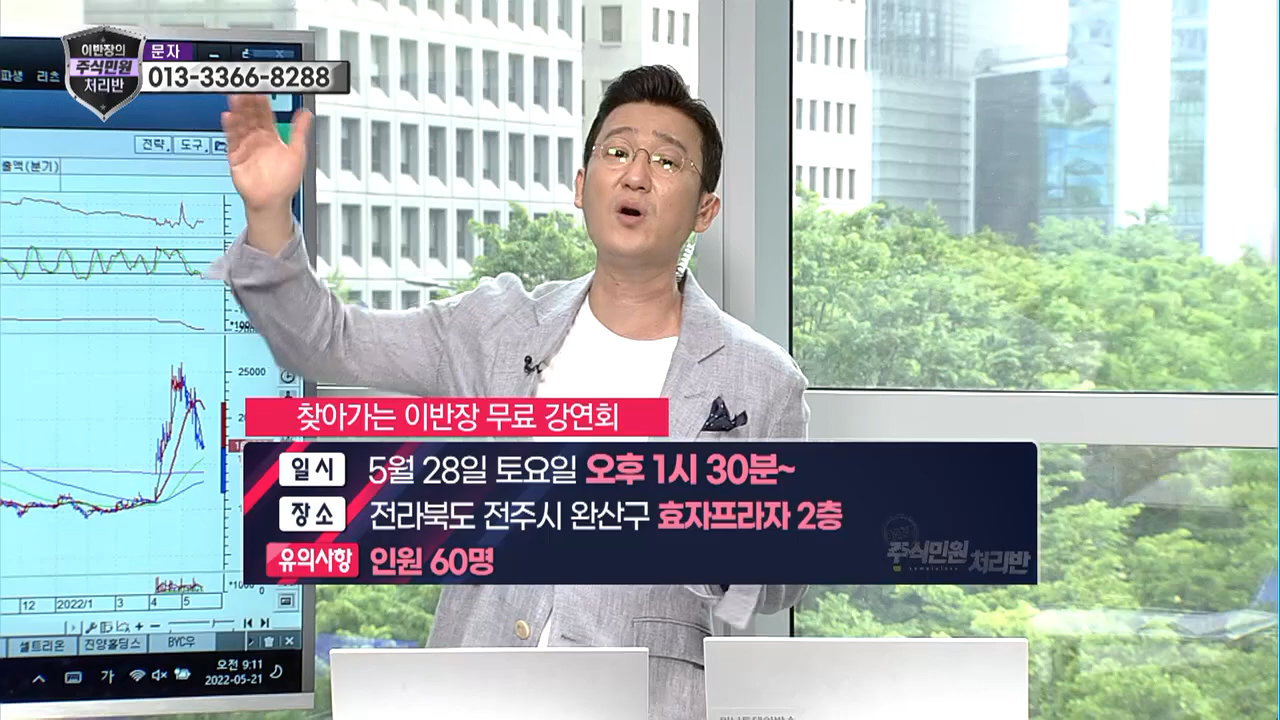 이반장의
주식민원
처리반
문자
013-3366-8288
파생 리츠
전략 도구
출액(분기)
25000
찾아가는 이반장 무료 강연회
일시 5월 28일 토요일 오후 1시 30분~
장소 전라북도 전주시 완산구 효자프라자 2층
유의사항 인원 60명
주식민원 처리반
12 2022/1 3 4 5
셀트리온 진양홀딩스 BYC우
가
오전 9:11
2022-05-21